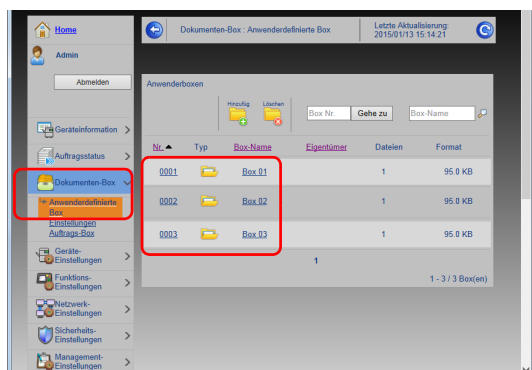 Home
Admin
Abmelden
Geräteinformation
Auftragsstatus
Dokumenten-Box
Anwenderdefinierte
Box
Einstellungen
Auftrags-Box
Geräte-
Einstellungen
Funktions-
Einstellungen
Netzwerk-
Einstellungen
Sicherheits-
Einstellungen
Management-
Einstellungen
Dokumenten-Box : Anwenderdefinierte Box
Letzte Aktualisierung:
2015/01/13 15:14:21
Anwenderboxen
Hinzufüg Löschen
Box Nr. Gehe zu Box-Name
Nr. Typ Box-Name Eigentümer Dateien Format
0001 Box 01 1 95.0 KB
0002 Box 02 1 95.0 KB
0003 Box 03 1 95.0 KB
1
1 - 3 / 3 Box(en)